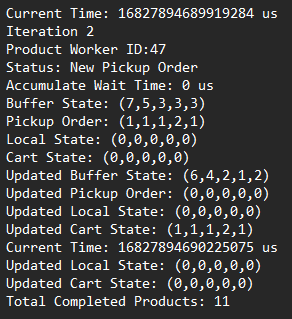 Current Time: 16827894689919284 us
Iteration 2
Product Worker ID:47
Status: New Pickup Order
Accumulate Wait Time: 0 us
Buffer State: (7,5,3,3,3)
Pickup Order: (1,1,1,2,1)
Local State: (0,0,0,0,0)
Cart State: (0,0,0,0,0)
Updated Buffer State: (6,4,2,1,2)
Updated Pickup Order: (0,0,0,0,0)
Updated Local State: (0,0,0,0,0)
Updated Cart State: (1,1,1,2,1)
Current Time: 16827894690225075 us
Updated Local State: (0,0,0,0,0)
Updated Cart State: (0,0,0,0,0)
Total Completed Products: 11